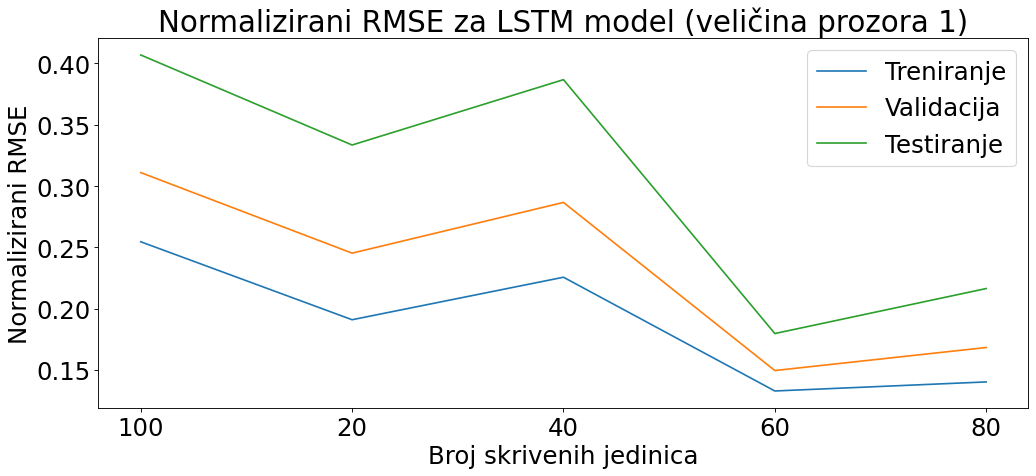 Normalizirani RMSE za LSTM model (veličina prozora 1)
Treniranje
Validacija
Testiranje
Normalizirani RMSE
0.40
0.35
0.30
0.25
0.20
0.15
100 20 40 60 80
Broj skrivenih jedinica